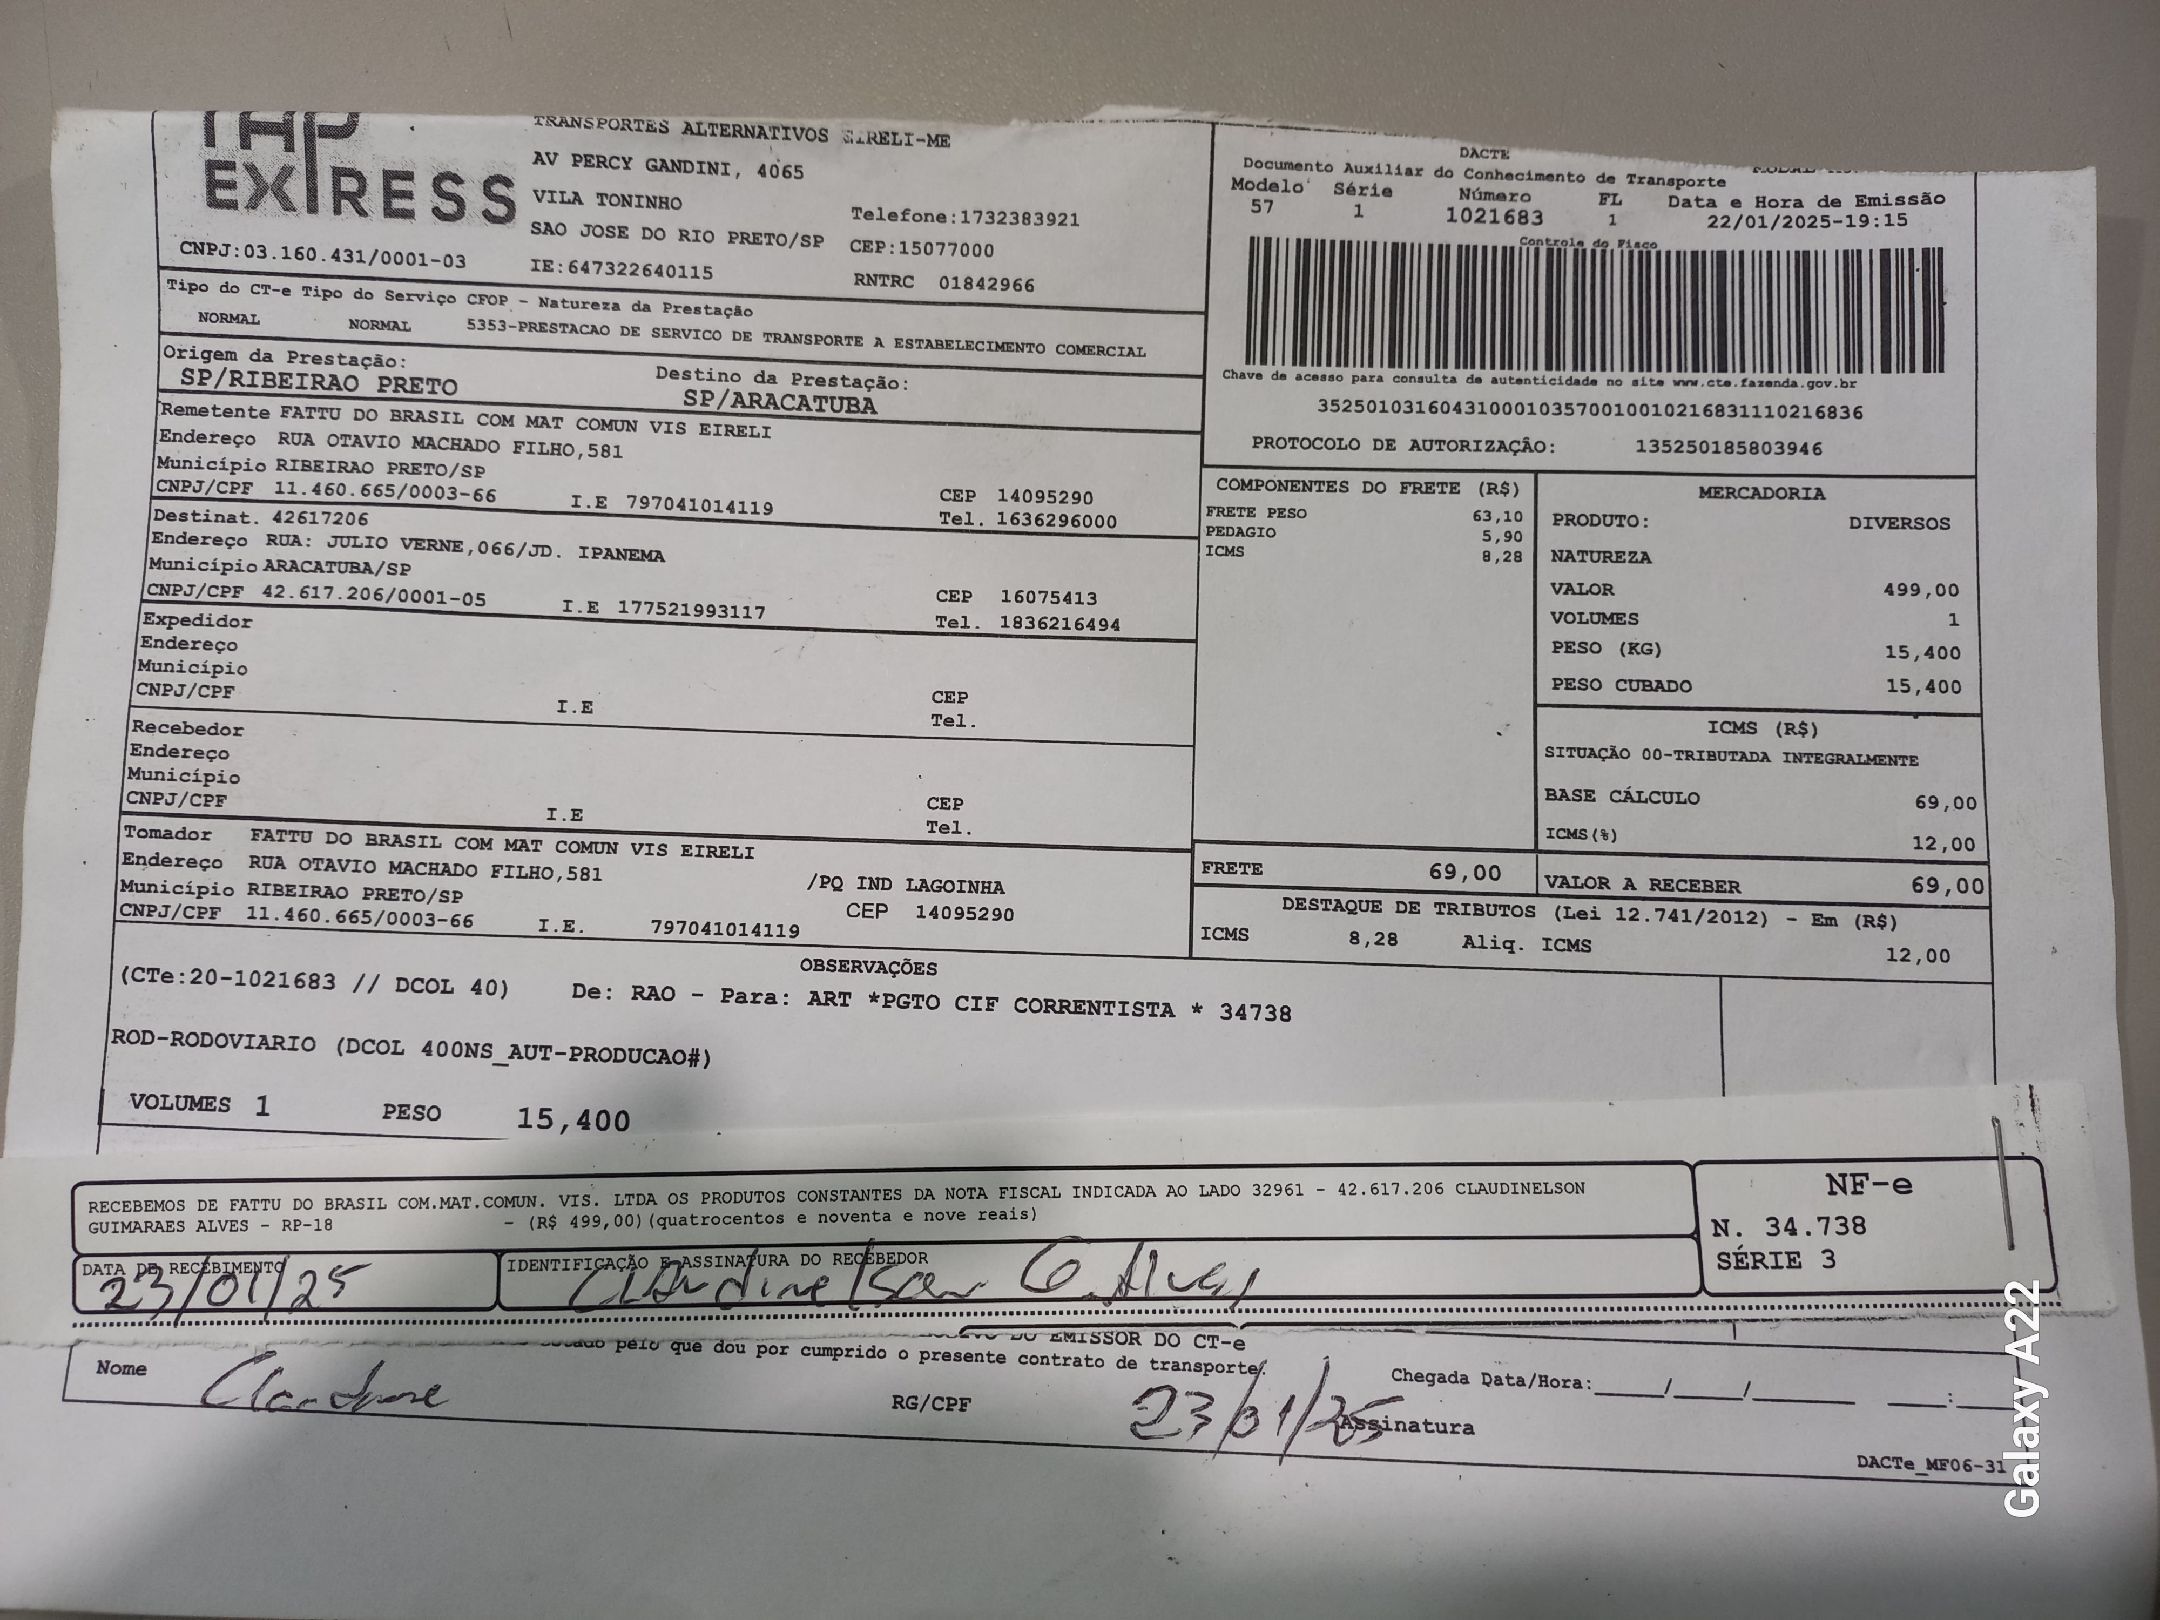 TAP
EXPRESS
CNPJ:03.160.431/0001-03
TRANSPORTES ALTERNATIVOS EIRELI-ME
AV PERCY GANDINI, 4065
VILA TONINHO
SAO JOSE DO RIO PRETO/SP
IE:647322640115
Telefone:1732383921
CEP:15077000
RNTRC 01842966
DACTE
Documento Auxiliar do Conhecimento de Transporte
Modelo Série Número FL Data e Hora de Emissão
57 1 1021683 1 22/01/2025-19:15
Controle do Fisco
Chave de acesso para consulta de autenticidade no site www.cte.fazenda.gov.br
35250103160431000103570010010216831110216836
PROTOCOLO DE AUTORIZAÇÂO: 135250185803946
Tipo do CT-e Tipo do Serviço CFOP - Natureza da Prestação
NORMAL NORMAL 5353-PRESTACAO DE SERVICO DE TRANSPORTE A ESTABELECIMENTO COMERCIAL
Origem da Prestação: Destino da Prestação:
SP/RIBEIRAO PRETO SP/ARACATUBA
Remetente FATTU DO BRASIL COM MAT COMUN VIS EIRELI
Endereço RUA OTAVIO MACHADO FILHO,581
Município RIBEIRAO PRETO/SP CEP 14095290
CNPJ/CPF 11.460.665/0003-66 I.E 797041014119 Tel. 1636296000
Destinat. 42617206
Endereço RUA: JULIO VERNE,066/JD. IPANEMA
Município ARACATUBA/SP CEP 16075413
CNPJ/CPF 42.617.206/0001-05 I.E 177521993117 Tel. 1836216494
Expedidor
Endereço
Município CEP
CNPJ/CPF I.E Tel.
Recebedor
Endereço
Município CEP
CNPJ/CPF I.E Tel.
Tomador FATTU DO BRASIL COM MAT COMUN VIS EIRELI
Endereço RUA OTAVIO MACHADO FILHO,581 /PQ IND LAGOINHA
Município RIBEIRAO PRETO/SP CEP 14095290
CNPJ/CPF 11.460.665/0003-66 I.E. 797041014119
COMPONENTES DO FRETE (R$)
FRETE PESO 63,10
PEDAGIO 5,90
ICMS 8,28
MERCADORIA
PRODUTO: DIVERSOS
NATUREZA
VALOR 499,00
VOLUMES 1
PESO (KG) 15,400
PESO CUBADO 15,400
ICMS (R$)
SITUAÇÃO 00-TRIBUTADA INTEGRALMENTE
BASE CÁLCULO 69,00
ICMS(%) 12,00
FRETE 69,00 VALOR A RECEBER 69,00
DESTAQUE DE TRIBUTOS (Lei 12.741/2012) - Em (R$)
ICMS 8,28 Aliq. ICMS 12,00
OBSERVAÇÕES
(CTe:20-1021683 // DCOL 40) De: RAO - Para: ART *PGTO CIF CORRENTISTA * 34738
ROD-RODOVIARIO (DCOL 400NS_AUT-PRODUCAO#)
VOLUMES 1 PESO 15,400
RECEBEMOS DE FATTU DO BRASIL COM.MAT.COMUN. VIS. LTDA OS PRODUTOS CONSTANTES DA NOTA FISCAL INDICADA AO LADO 32961 - 42.617.206 CLAUDINELSON
GUIMARAES ALVES - RP-18 - (R$ 499,00)(quatrocentos e noventa e nove reais)
NF-e
N. 34.738
SÉRIE 3
DATA DE RECEBIMENTO IDENTIFICAÇÃO E ASSINATURA DO RECEBEDOR
23/01/25 Claudinelson G. Alves
DO EMISSOR DO CT-e
pelo que dou por cumprido o presente contrato de transporte.
Nome RG/CPF 23/01/25 Assinatura
Chegada Data/Hora:____/____/______ ___:___
DACTe_MF06-31
Galaxy A22